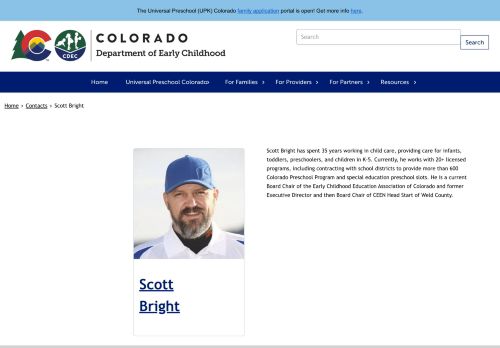 The Universal Preschool (UPK) Colorado family application portal is open! Get more info here.
COLORADO
Department of Early Childhood
CDEC
Search
Search
Home Universal Preschool Colorado For Families For Providers For Partners Resources
Home › Contacts › Scott Bright
Scott Bright has spent 35 years working in child care, providing care for infants,
toddlers, preschoolers, and children in K-5. Currently, he works with 20+ licensed
programs, including contracting with school districts to provide more than 600
Colorado Preschool Program and special education preschool slots. He is a current
Board Chair of the Early Childhood Education Association of Colorado and former
Executive Director and then Board Chair of CEEN Head Start of Weld County.
Scott
Bright